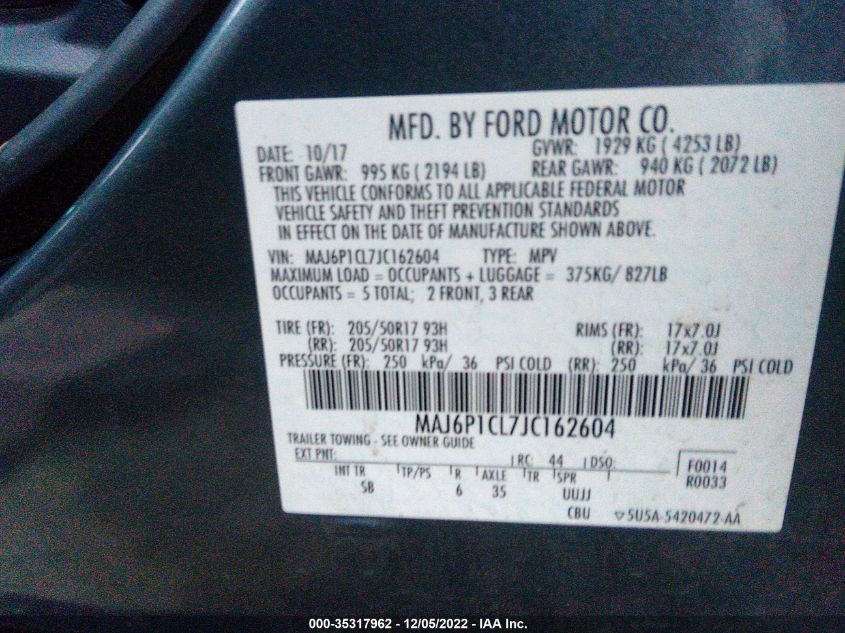 MFD. BY FORD MOTOR CO.
DATE: 10/17 GVWR: 1929 KG ( 4253 LB)
FRONT GAWR: 995 KG ( 2194 LB) REAR GAWR: 940 KG ( 2072 LB)
THIS VEHICLE CONFORMS TO ALL APPLICABLE FEDERAL MOTOR
VEHICLE SAFETY AND THEFT PREVENTION STANDARDS
IN EFFECT ON THE DATE OF MANUFACTURE SHOWN ABOVE.
VIN: MAJ6P1CL7JC162604 TYPE: MPV
MAXIMUM LOAD = OCCUPANTS + LUGGAGE = 375KG/ 827LB
OCCUPANTS = 5 TOTAL; 2 FRONT, 3 REAR
TIRE (FR): 205/50R17 93H RIMS (FR): 17x7.0J
(RR): 205/50R17 93H (RR): 17x7.0J
PRESSURE (FR): 250 kPa/ 36 PSI COLD (RR): 250 kPa/ 36 PSI COLD
MAJ6P1CL7JC162604
TRAILER TOWING - SEE OWNER GUIDE
EXT PNT: RC: 44 DSO: F0014
INT TR TP/PS R AXLE TR SPR R0033
SB 6 35 UUJJ
CBU 5U5A-5420472-AA
000-35317962 - 12/05/2022 - IAA Inc.